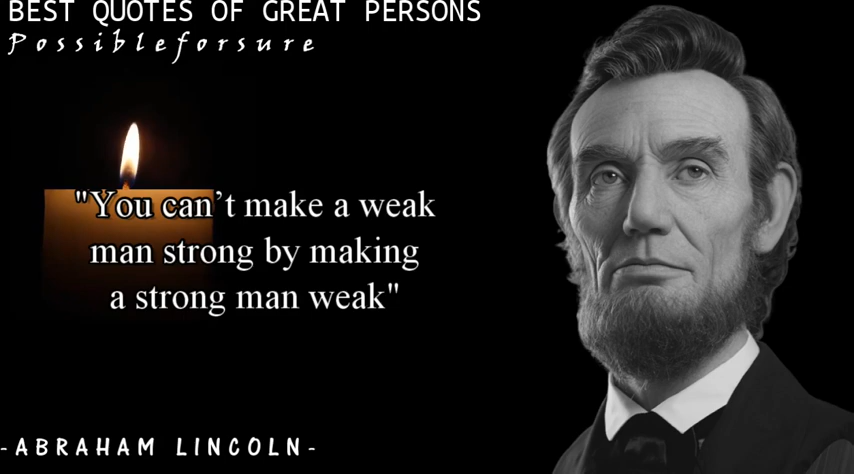 BEST QUOTES OF GREAT PERSONS
Possibleforsure
"You can’t make a weak
man strong by making
a strong man weak"
-ABRAHAM LINCOLN-